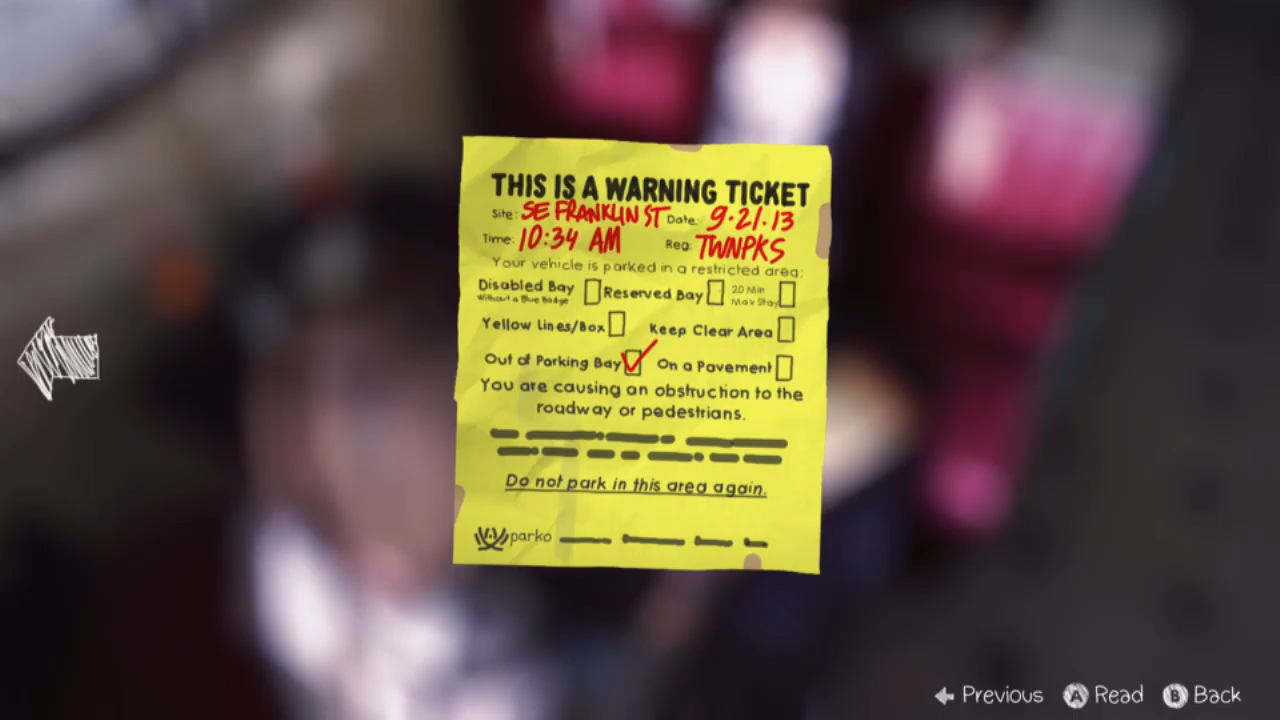 THIS IS A WARNING TICKET
Site: SE FRANKLIN ST Date: 9.21.13
Time: 10:34 AM Reg: TWNPKS
Your vehicle is parked in a restricted area:
Disabled Bay Reserved Bay 20 Min
Without a Blue Badge Max Stay
Yellow Lines/Box Keep Clear Area
Out of Parking Bay On a Pavement
You are causing an obstruction to the
roadway or pedestrians.
Do not park in this area again.
parko
Previous A Read B Back